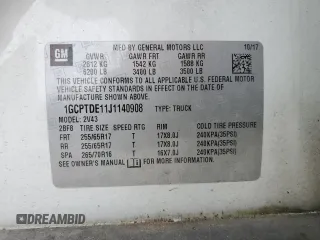 GM
MFD BY GENERAL MOTORS LLC 10/17
GVWR GAWR FRT GAWR RR
2812 KG 1542 KG 1588 KG
6200 LB 3400 LB 3500 LB
THIS VEHICLE CONFORMS TO ALL APPLICABLE
U.S. FEDERAL MOTOR VEHICLE SAFETY
STANDARDS IN EFFECT ON THE DATE OF
MANUFACTURE SHOWN ABOVE.
1GCPTDE11J1140908 TYPE: TRUCK
MODEL: 2V43
2BF8 TIRE SIZE SPEED RTG RIM COLD TIRE PRESSURE
FRT 255/65R17 T 17X8.0J 240KPA(35PSI)
RR 255/65R17 T 17X8.0J 240KPA(35PSI)
SPA 265/70R16 T 16X7.0J 240KPA(35PSI)
SEE OWNER'S MANUAL FOR ADDITIONAL INFORMATION
AUTOBIDMASTER